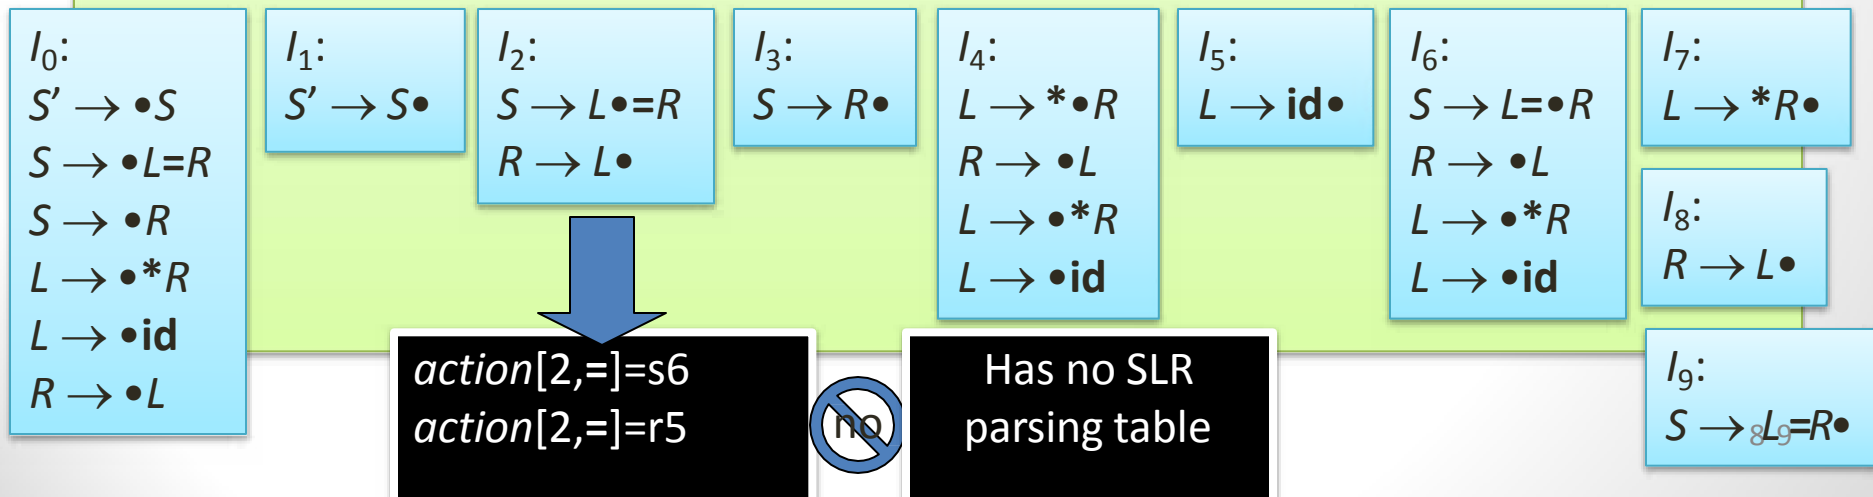 I₀:
S’ → •S
S → •L=R
S → •R
L → •*R
L → •id
R → •L
I₁:
S’ → S•
I₂:
S → L•=R
R → L•
I₃:
S → R•
I₄:
L → *•R
R → •L
L → •*R
L → •id
I₅:
L → id•
I₆:
S → L=•R
R → •L
L → •*R
L → •id
I₇:
L → *R•
I₈:
R → L•
I₉:
S → L=R•
89
action[2,=]=s6
action[2,=]=r5
no
Has no SLR
parsing table